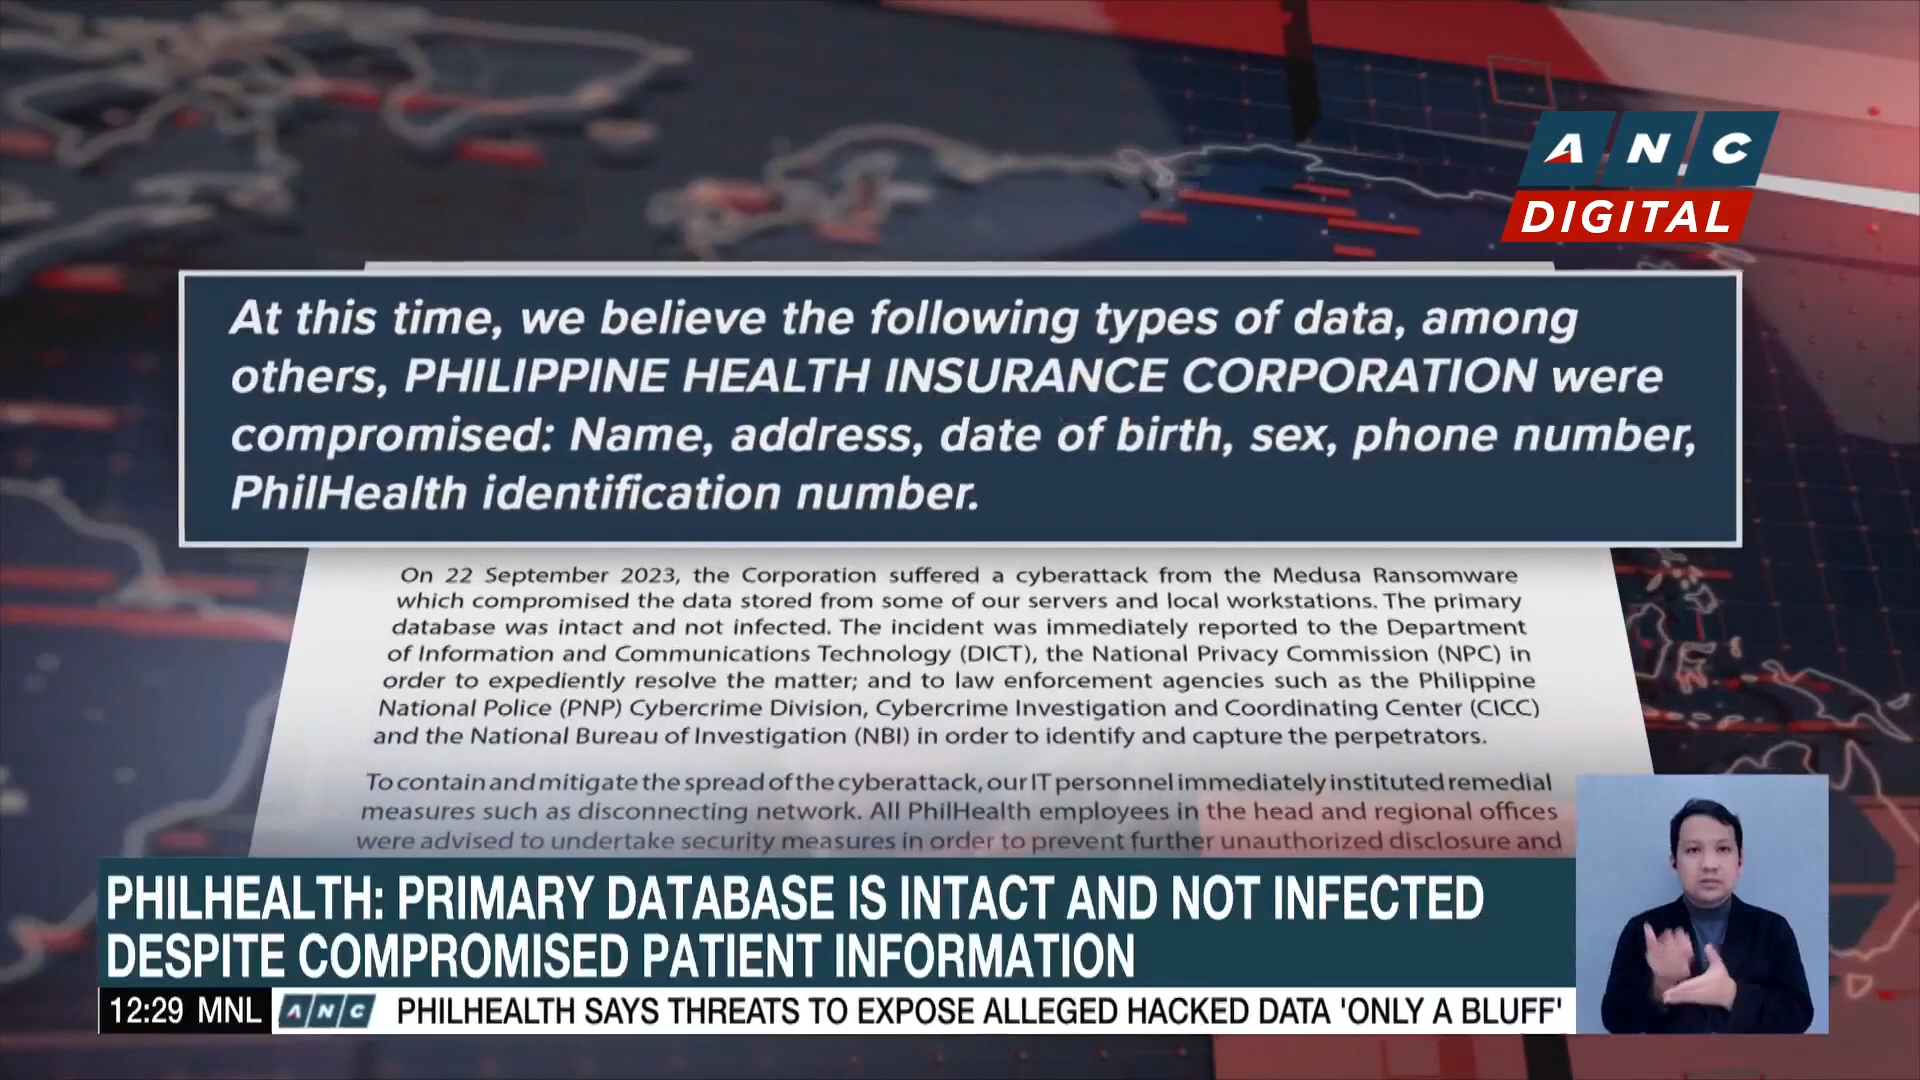 ANC
DIGITAL
At this time, we believe the following types of data, among
others, PHILIPPINE HEALTH INSURANCE CORPORATION were
compromised: Name, address, date of birth, sex, phone number,
PhilHealth identification number.
On 22 September 2023, the Corporation suffered a cyberattack from the Medusa Ransomware
which compromised the data stored from some of our servers and local workstations. The primary
database was intact and not infected. The incident was immediately reported to the Department
of Information and Communications Technology (DICT), the National Privacy Commission (NPC) in
order to expediently resolve the matter; and to law enforcement agencies such as the Philippine
National Police (PNP) Cybercrime Division, Cybercrime Investigation and Coordinating Center (CICC)
and the National Bureau of Investigation (NBI) in order to identify and capture the perpetrators.
To contain and mitigate the spread of the cyberattack, our IT personnel immediately instituted remedial
measures such as disconnecting network. All PhilHealth employees in the head and regional offices
were advised to undertake security measures in order to prevent further unauthorized disclosure and
PHILHEALTH: PRIMARY DATABASE IS INTACT AND NOT INFECTED
DESPITE COMPROMISED PATIENT INFORMATION
12:29 MNL ANC PHILHEALTH SAYS THREATS TO EXPOSE ALLEGED HACKED DATA 'ONLY A BLUFF'